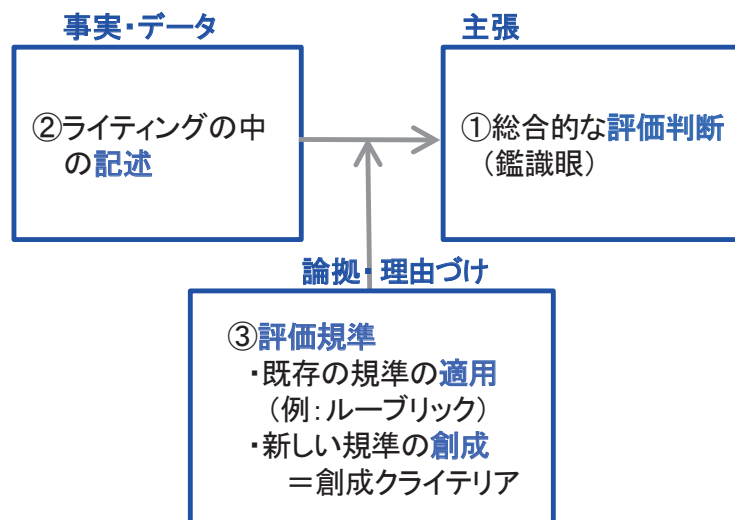 事実・データ
主張
②ライティングの中
の記述
①総合的な評価判断
（鑑識眼）
論拠・理由づけ
③評価規準
・既存の規準の適用
（例：ルーブリック）
・新しい規準の創成
＝創成クライテリア